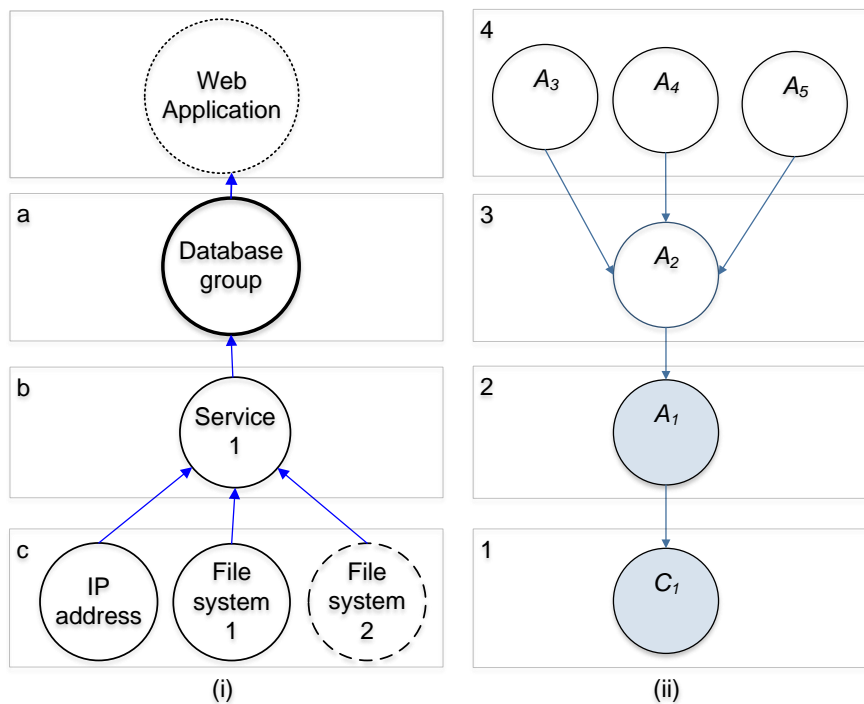 Web
Application
a
Database
group
b
Service
1
c
IP
address
File
system
1
File
system
2
(i)
4
A3
A4
A5
3
A2
2
A1
1
C1
(ii)